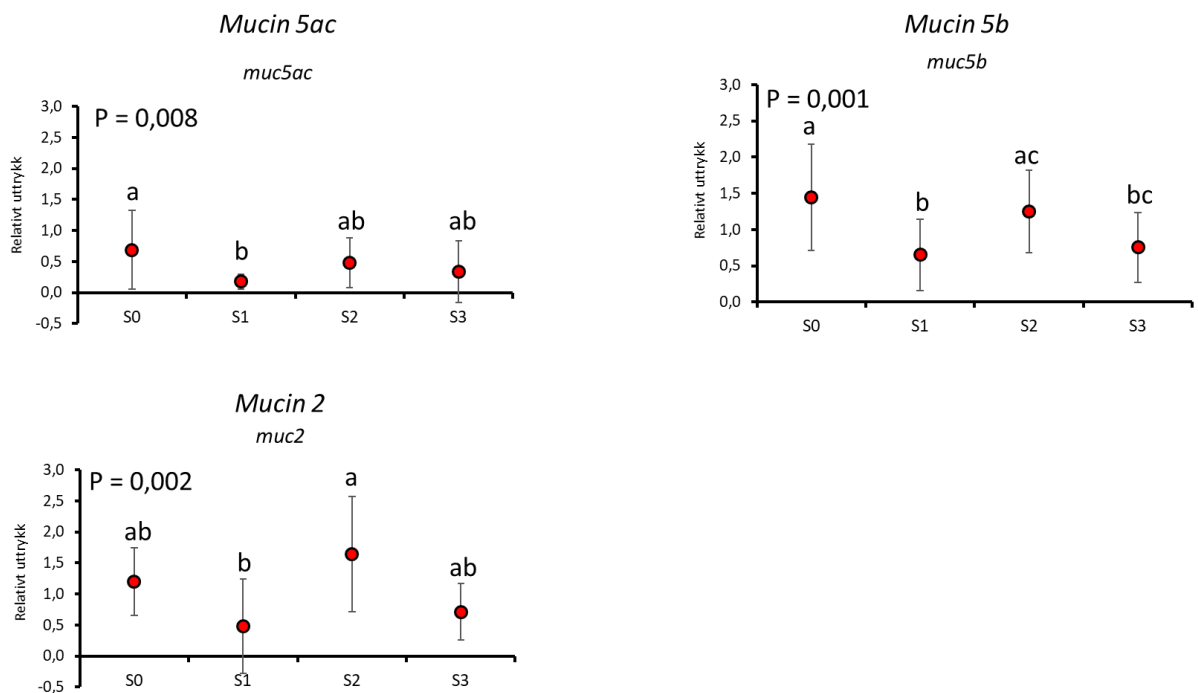 Mucin 5ac
muc5ac
P = 0,008
Relativt uttrykk
3,0
2,5
2,0
1,5
1,0
0,5
0,0
-0,5
a
b
ab
ab
S0
S1
S2
S3
Mucin 5b
muc5b
P = 0,001
Relativt uttrykk
3,0
2,5
2,0
1,5
1,0
0,5
0,0
a
b
ac
bc
S0
S1
S2
S3
Mucin 2
muc2
P = 0,002
Relativt uttrykk
3,0
2,5
2,0
1,5
1,0
0,5
0,0
-0,5
ab
b
a
ab
S0
S1
S2
S3